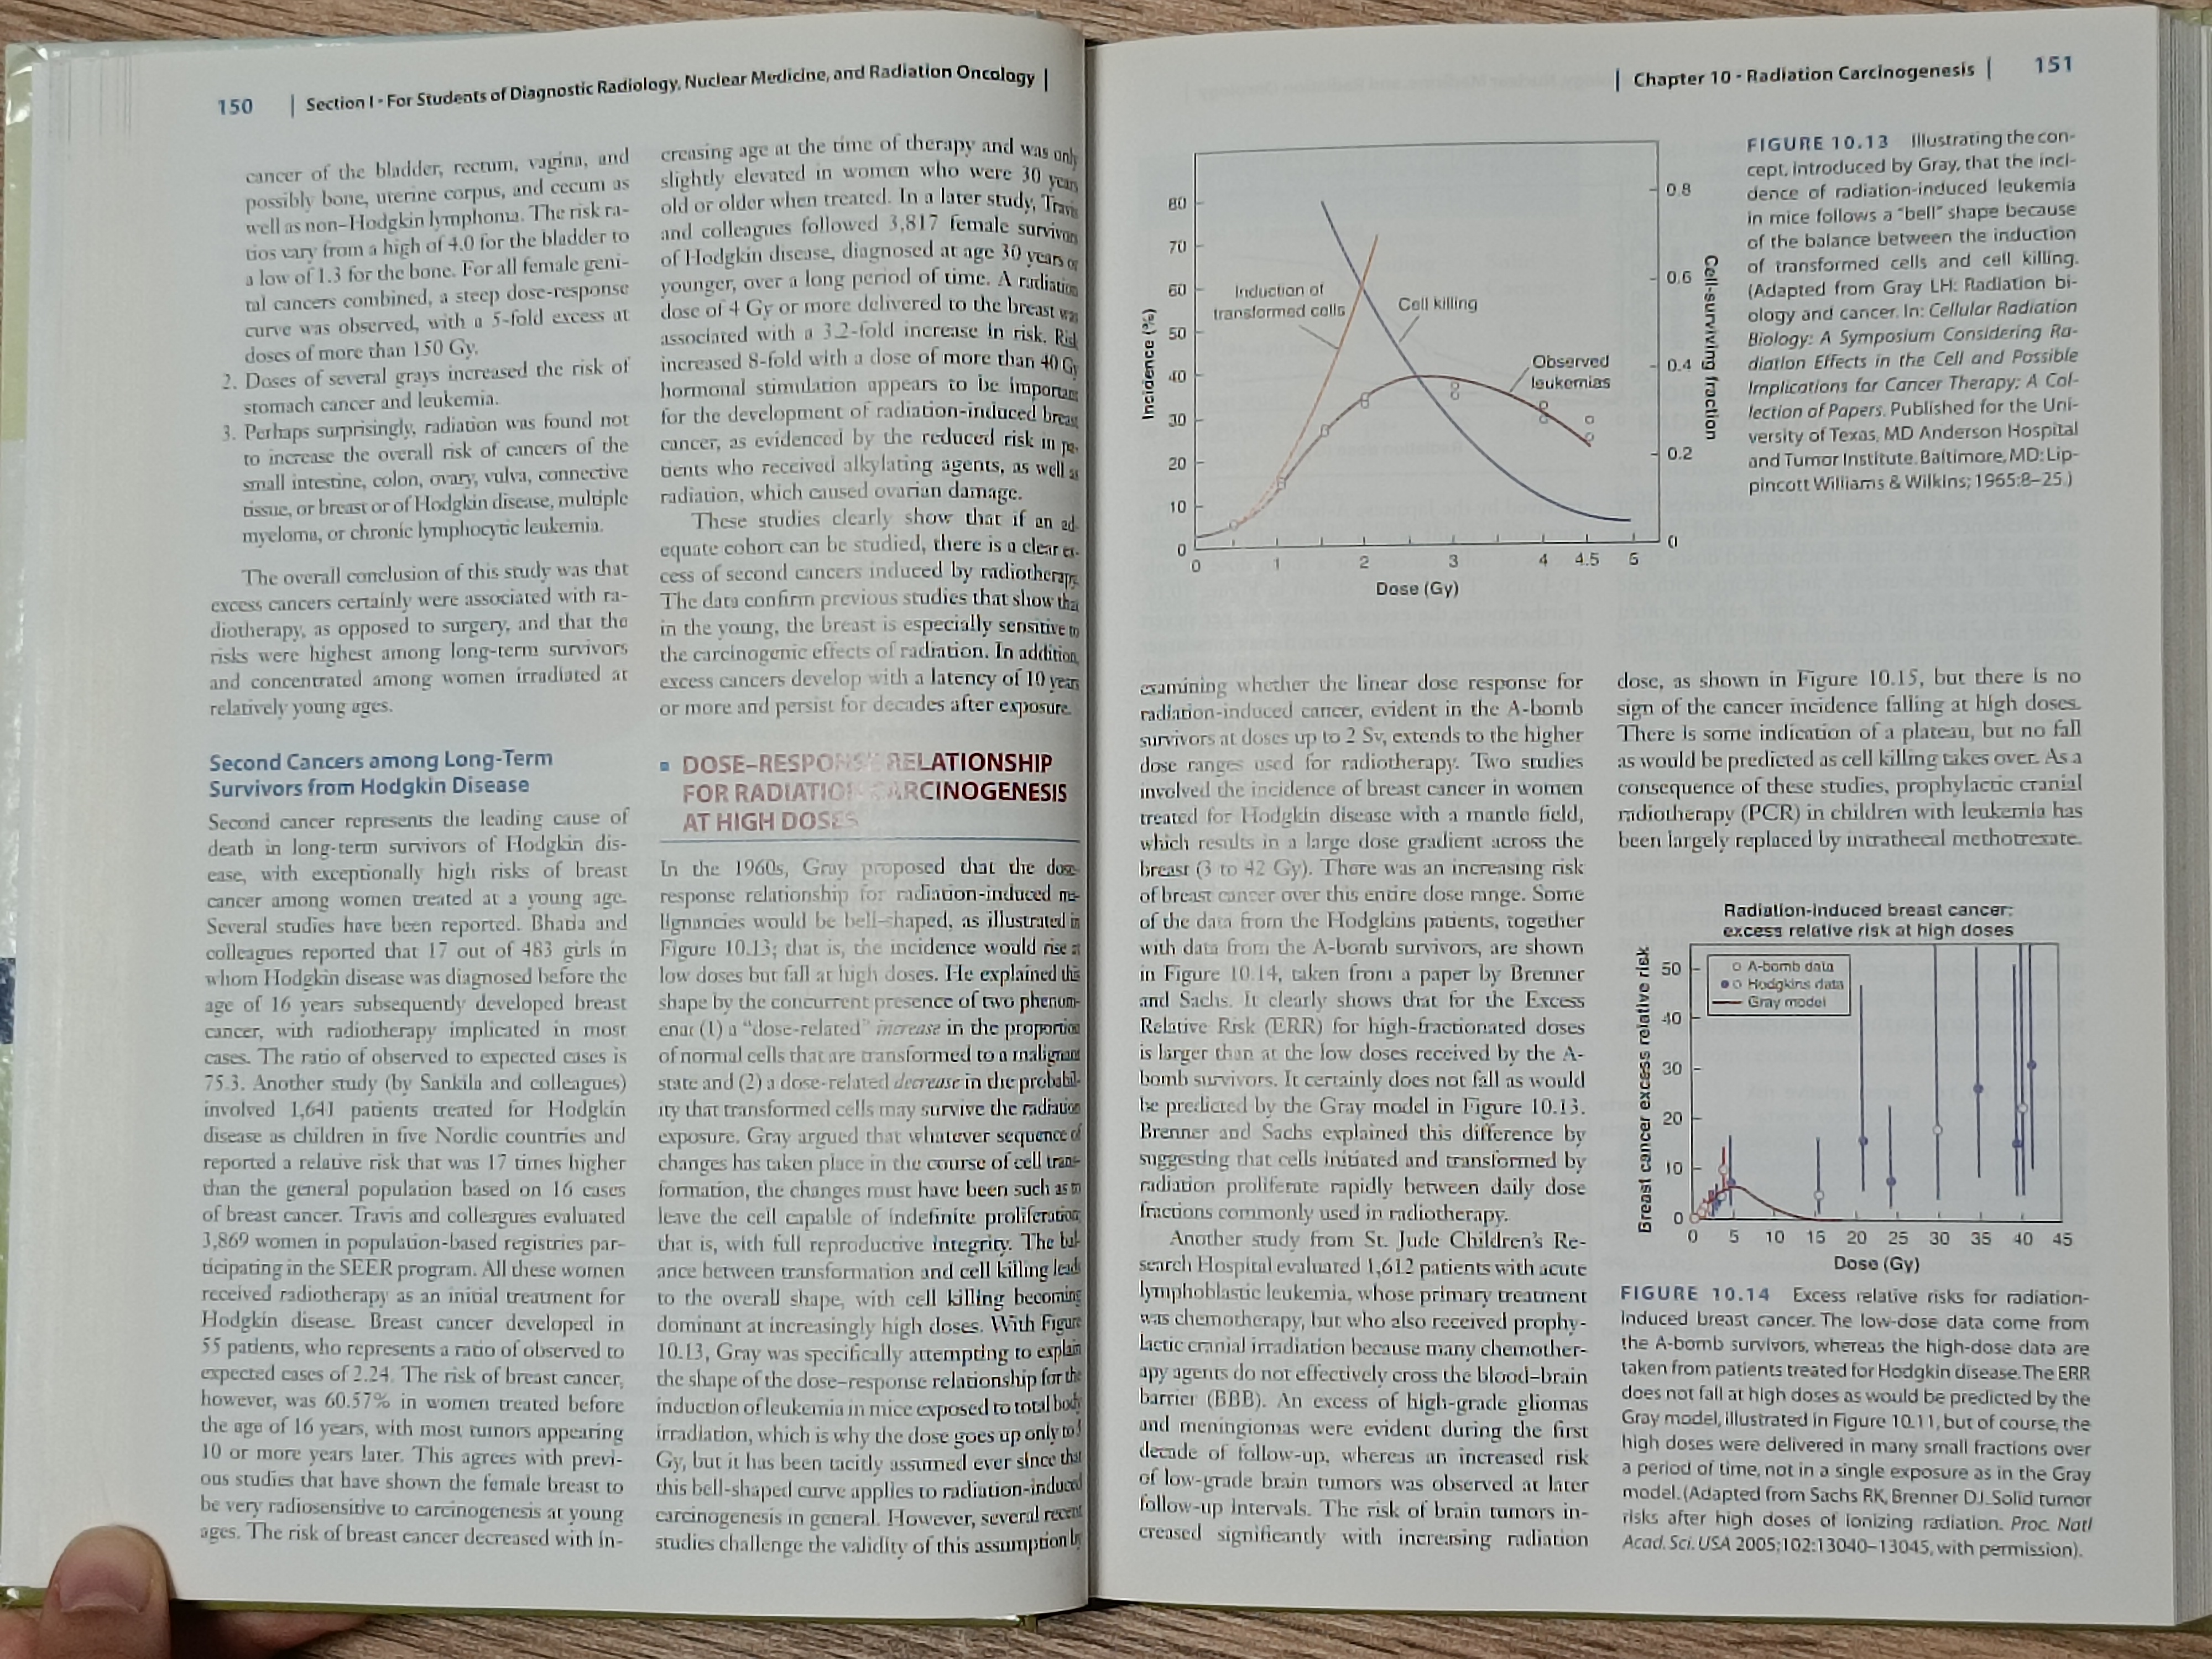 150 | Section I • For Students of Diagnostic Radiology, Nuclear Medicine, and Radiation Oncology |
cancer of the bladder, rectum, vagina, and
possibly bone, uterine corpus, and cecum as
well as non–Hodgkin lymphoma. The risk ra-
tios vary from a high of 4.0 for the bladder to
a low of 1.3 for the bone. For all female geni-
tal cancers combined, a steep dose-response
curve was observed, with a 5-fold excess at
doses of more than 150 Gy.
2. Doses of several grays increased the risk of
stomach cancer and leukemia.
3. Perhaps surprisingly, radiation was found not
to increase the overall risk of cancers of the
small intestine, colon, ovary, vulva, connective
tissue, or breast or of Hodgkin disease, multiple
myeloma, or chronic lymphocytic leukemia.
The overall conclusion of this study was that
excess cancers certainly were associated with ra-
diotherapy, as opposed to surgery, and that the
risks were highest among long-term survivors
and concentrated among women irradiated at
relatively young ages.
Second Cancers among Long-Term
Survivors from Hodgkin Disease
Second cancer represents the leading cause of
death in long-term survivors of Hodgkin dis-
ease, with exceptionally high risks of breast
cancer among women treated at a young age.
Several studies have been reported. Bhatia and
colleagues reported that 17 out of 483 girls in
whom Hodgkin disease was diagnosed before the
age of 16 years subsequently developed breast
cancer, with radiotherapy implicated in most
cases. The ratio of observed to expected cases is
75.3. Another study (by Sankila and colleagues)
involved 1,641 patients treated for Hodgkin
disease as children in five Nordic countries and
reported a relative risk that was 17 times higher
than the general population based on 16 cases
of breast cancer. Travis and colleagues evaluated
3,869 women in population-based registries par-
ticipating in the SEER program. All these women
received radiotherapy as an initial treatment for
Hodgkin disease. Breast cancer developed in
55 patients, who represents a ratio of observed to
expected cases of 2.24. The risk of breast cancer,
however, was 60.57% in women treated before
the age of 16 years, with most tumors appearing
10 or more years later. This agrees with previ-
ous studies that have shown the female breast to
be very radiosensitive to carcinogenesis at young
ages. The risk of breast cancer decreased with in-
creasing age at the time of therapy and was only
slightly elevated in women who were 30 years
old or older when treated. In a later study, Travis
and colleagues followed 3,817 female survivors
of Hodgkin disease, diagnosed at age 30 years or
younger, over a long period of time. A radiation
dose of 4 Gy or more delivered to the breast was
associated with a 3.2-fold increase in risk. Risk
increased 8-fold with a dose of more than 40 Gy
hormonal stimulation appears to be important
for the development of radiation-induced breast
cancer, as evidenced by the reduced risk in pa-
tients who received alkylating agents, as well as
radiation, which caused ovarian damage.
These studies clearly show that if an ad-
equate cohort can be studied, there is a clear ex-
cess of second cancers induced by radiotherapy.
The data confirm previous studies that show that
in the young, the breast is especially sensitive to
the carcinogenic effects of radiation. In addition,
excess cancers develop with a latency of 10 years
or more and persist for decades after exposure.
DOSE–RESPONSE RELATIONSHIP
FOR RADIATION CARCINOGENESIS
AT HIGH DOSES
In the 1960s, Gray proposed that the dose-
response relationship for radiation-induced ma-
lignancies would be bell-shaped, as illustrated in
Figure 10.13; that is, the incidence would rise at
low doses but fall at high doses. He explained this
shape by the concurrent presence of two phenom-
ena: (1) a “dose-related” increase in the proportion
of normal cells that are transformed to a malignant
state and (2) a dose-related decrease in the probabil-
ity that transformed cells may survive the radiation
exposure. Gray argued that whatever sequence of
changes has taken place in the course of cell trans-
formation, the changes must have been such as to
leave the cell capable of indefinite proliferation;
that is, with full reproductive integrity. The bal-
ance between transformation and cell killing leads
to the overall shape, with cell killing becoming
dominant at increasingly high doses. With Figure
10.13, Gray was specifically attempting to explain
the shape of the dose–response relationship for the
induction of leukemia in mice exposed to total body
irradiation, which is why the dose goes up only to 5
Gy, but it has been tacitly assumed ever since that
this bell-shaped curve applies to radiation-induced
carcinogenesis in general. However, several recent
studies challenge the validity of this assumption by
| Chapter 10 • Radiation Carcinogenesis | 151
80
70
60
50
40
30
20
10
0
Incidence (%)
Induction of
transformed cells
Cell killing
Observed
leukemias
0.8
0.6
0.4
0.2
0
Cell-surviving fraction
0 1 2 3 4 4.5 5
Dose (Gy)
FIGURE 10.13 Illustrating the con-
cept, introduced by Gray, that the inci-
dence of radiation-induced leukemia
in mice follows a “bell” shape because
of the balance between the induction
of transformed cells and cell killing.
(Adapted from Gray LH: Radiation bi-
ology and cancer. In: Cellular Radiation
Biology: A Symposium Considering Ra-
diation Effects in the Cell and Possible
Implications for Cancer Therapy: A Col-
lection of Papers. Published for the Uni-
versity of Texas, MD Anderson Hospital
and Tumor Institute. Baltimore, MD: Lip-
pincott Williams & Wilkins; 1965:8–25.)
examining whether the linear dose response for
radiation-induced cancer, evident in the A-bomb
survivors at doses up to 2 Sv, extends to the higher
dose ranges used for radiotherapy. Two studies
involved the incidence of breast cancer in women
treated for Hodgkin disease with a mantle field,
which results in a large dose gradient across the
breast (3 to 42 Gy). There was an increasing risk
of breast cancer over this entire dose range. Some
of the data from the Hodgkins patients, together
with data from the A-bomb survivors, are shown
in Figure 10.14, taken from a paper by Brenner
and Sachs. It clearly shows that for the Excess
Relative Risk (ERR) for high-fractionated doses
is larger than at the low doses received by the A-
bomb survivors. It certainly does not fall as would
be predicted by the Gray model in Figure 10.13.
Brenner and Sachs explained this difference by
suggesting that cells initiated and transformed by
radiation proliferate rapidly between daily dose
fractions commonly used in radiotherapy.
Another study from St. Jude Children’s Re-
search Hospital evaluated 1,612 patients with acute
lymphoblastic leukemia, whose primary treatment
was chemotherapy, but who also received prophy-
lactic cranial irradiation because many chemother-
apy agents do not effectively cross the blood–brain
barrier (BBB). An excess of high-grade gliomas
and meningiomas were evident during the first
decade of follow-up, whereas an increased risk
of low-grade brain tumors was observed at later
follow-up intervals. The risk of brain tumors in-
creased significantly with increasing radiation
dose, as shown in Figure 10.15, but there is no
sign of the cancer incidence falling at high doses.
There is some indication of a plateau, but no fall
as would be predicted as cell killing takes over. As a
consequence of these studies, prophylactic cranial
radiotherapy (PCR) in children with leukemia has
been largely replaced by intrathecal methotrexate.
Radiation-induced breast cancer:
excess relative risk at high doses
Breast cancer excess relative risk
50
40
30
20
10
0
A-bomb data
Hodgkins data
Gray model
0 5 10 15 20 25 30 35 40 45
Dose (Gy)
FIGURE 10.14 Excess relative risks for radiation-
induced breast cancer. The low-dose data come from
the A-bomb survivors, whereas the high-dose data are
taken from patients treated for Hodgkin disease. The ERR
does not fall at high doses as would be predicted by the
Gray model, illustrated in Figure 10.11, but of course, the
high doses were delivered in many small fractions over
a period of time, not in a single exposure as in the Gray
model. (Adapted from Sachs RK, Brenner DJ. Solid tumor
risks after high doses of ionizing radiation. Proc. Natl
Acad. Sci. USA 2005;102:13040–13045, with permission).